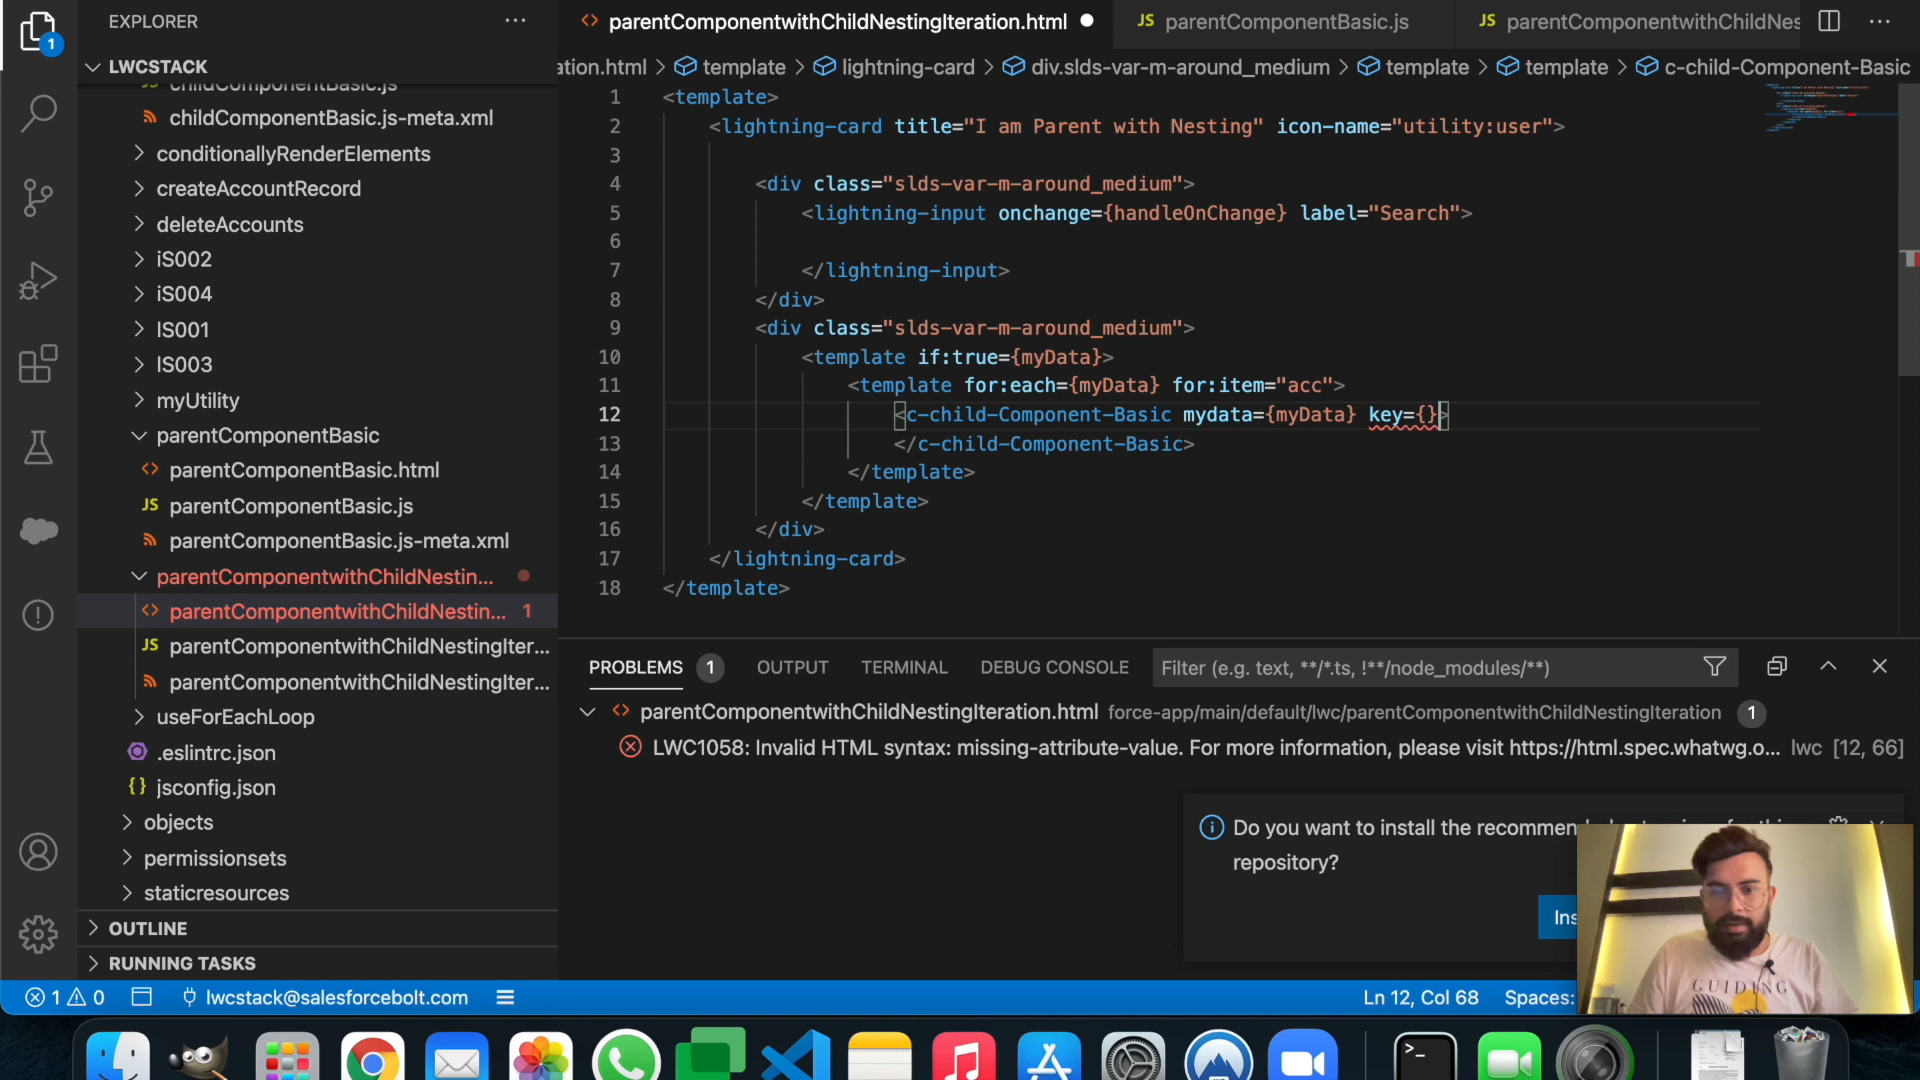 1
EXPLORER
LWCSTACK
childComponentBasic.js
childComponentBasic.js-meta.xml
conditionallyRenderElements
createAccountRecord
deleteAccounts
iS002
iS004
IS001
IS003
myUtility
parentComponentBasic
parentComponentBasic.html
parentComponentBasic.js
parentComponentBasic.js-meta.xml
parentComponentwithChildNestin...
parentComponentwithChildNestin... 1
parentComponentwithChildNestingIter...
parentComponentwithChildNestingIter...
useForEachLoop
.eslintrc.json
jsconfig.json
objects
permissionsets
staticresources
OUTLINE
RUNNING TASKS
parentComponentwithChildNestingIteration.html
JS parentComponentBasic.js
JS parentComponentwithChildNes
ation.html > template > lightning-card > div.slds-var-m-around_medium > template > template > c-child-Component-Basic
1 <template>
2 <lightning-card title="I am Parent with Nesting" icon-name="utility:user">
3
4 <div class="slds-var-m-around_medium">
5 <lightning-input onchange={handleOnChange} label="Search">
6
7 </lightning-input>
8 </div>
9 <div class="slds-var-m-around_medium">
10 <template if:true={myData}>
11 <template for:each={myData} for:item="acc">
12 <c-child-Component-Basic mydata={myData} key={}>
13 </c-child-Component-Basic>
14 </template>
15 </template>
16 </div>
17 </lightning-card>
18 </template>
PROBLEMS 1 OUTPUT TERMINAL DEBUG CONSOLE Filter (e.g. text, **/*.ts, !**/node_modules/**)
parentComponentwithChildNestingIteration.html force-app/main/default/lwc/parentComponentwithChildNestingIteration 1
LWC1058: Invalid HTML syntax: missing-attribute-value. For more information, please visit https://html.spec.whatwg.o... lwc [12, 66]
Do you want to install the recommen
repository?
Ins
GUIDING
1 0 lwcstack@salesforcebolt.com Ln 12, Col 68 Spaces: